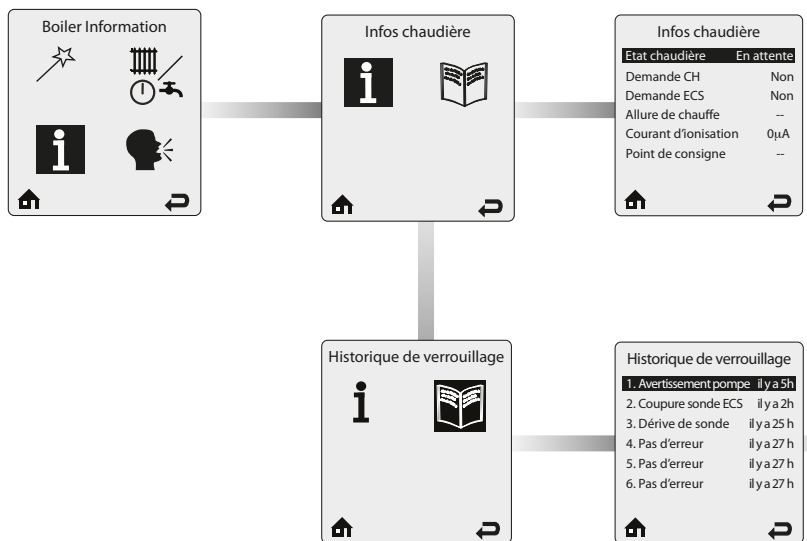 Boiler Information
Infos chaudière
Infos chaudière
Etat chaudière En attente
Demande CH Non
Demande ECS Non
Allure de chauffe --
Courant d'ionisation 0µA
Point de consigne --
Historique de verrouillage
Historique de verrouillage
1. Avertissement pompe il y a 5h
2. Coupure sonde ECS il y a 2h
3. Dérive de sonde il y a 25 h
4. Pas d'erreur il y a 27 h
5. Pas d'erreur il y a 27 h
6. Pas d'erreur il y a 27 h